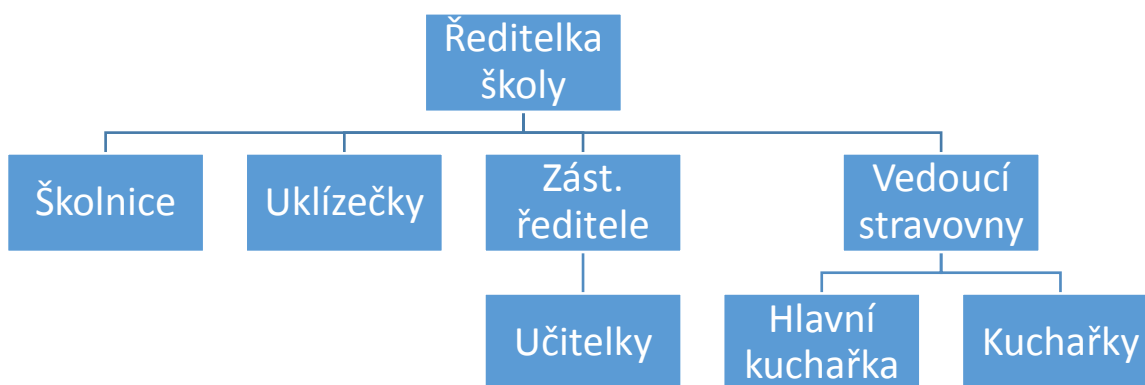 Ředitelka
školy
Školnice
Uklízečky
Zást.
ředitele
Vedoucí
stravovny
Učitelky
Hlavní
kuchařka
Kuchařky